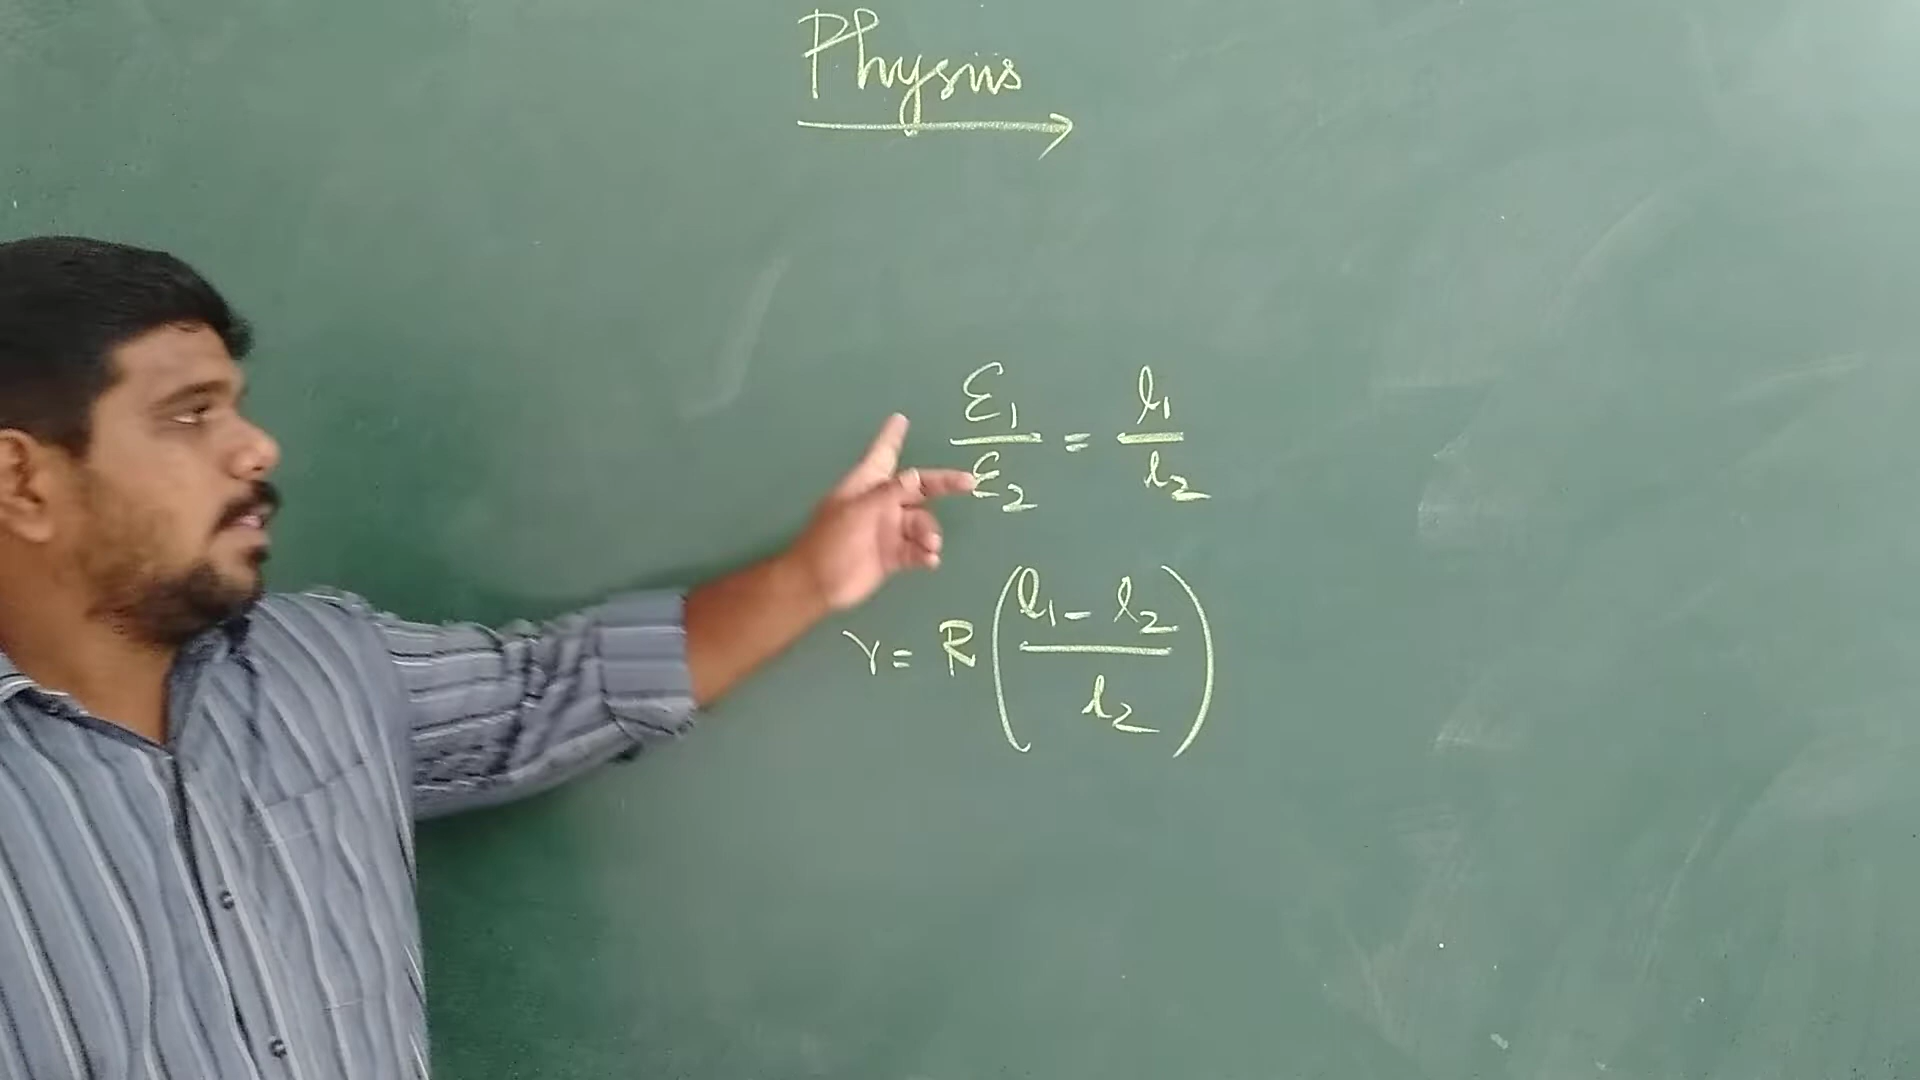 Physics
ε₁/ε₂ = l₁/l₂
r = R(l₁ - l₂ / l₂)